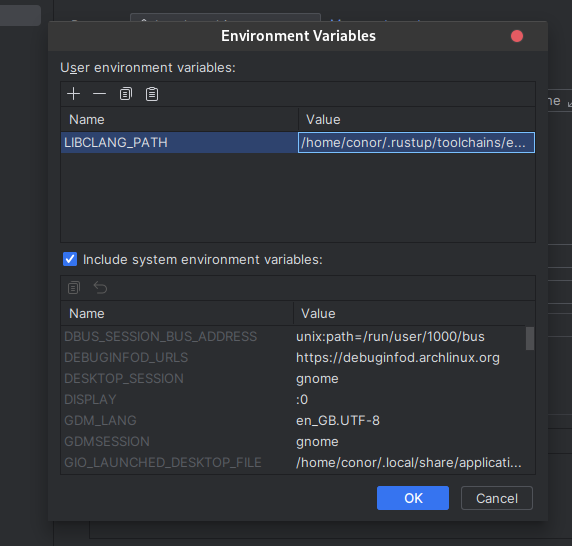 Environment Variables
User environment variables:
Name Value
LIBCLANG_PATH /home/conor/.rustup/toolchains/e...
Include system environment variables:
Name Value
DBUS_SESSION_BUS_ADDRESS unix:path=/run/user/1000/bus
DEBUGINFOD_URLS https://debuginfod.archlinux.org
DESKTOP_SESSION gnome
DISPLAY :0
GDM_LANG en_GB.UTF-8
GDMSESSION gnome
GIO_LAUNCHED_DESKTOP_FILE /home/conor/.local/share/applicati...
OK Cancel